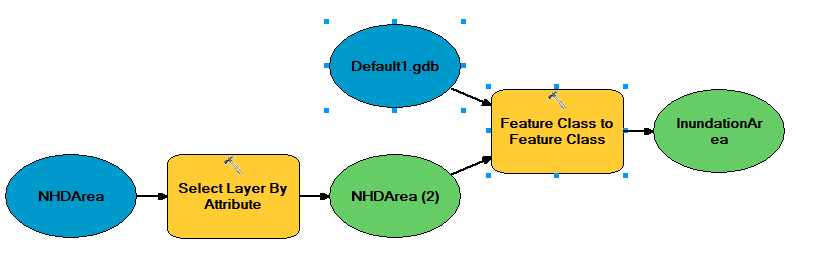 Default1.gdb
Feature Class to
Feature Class
InundationAr
ea
NHDArea
Select Layer By
Attribute
NHDArea (2)